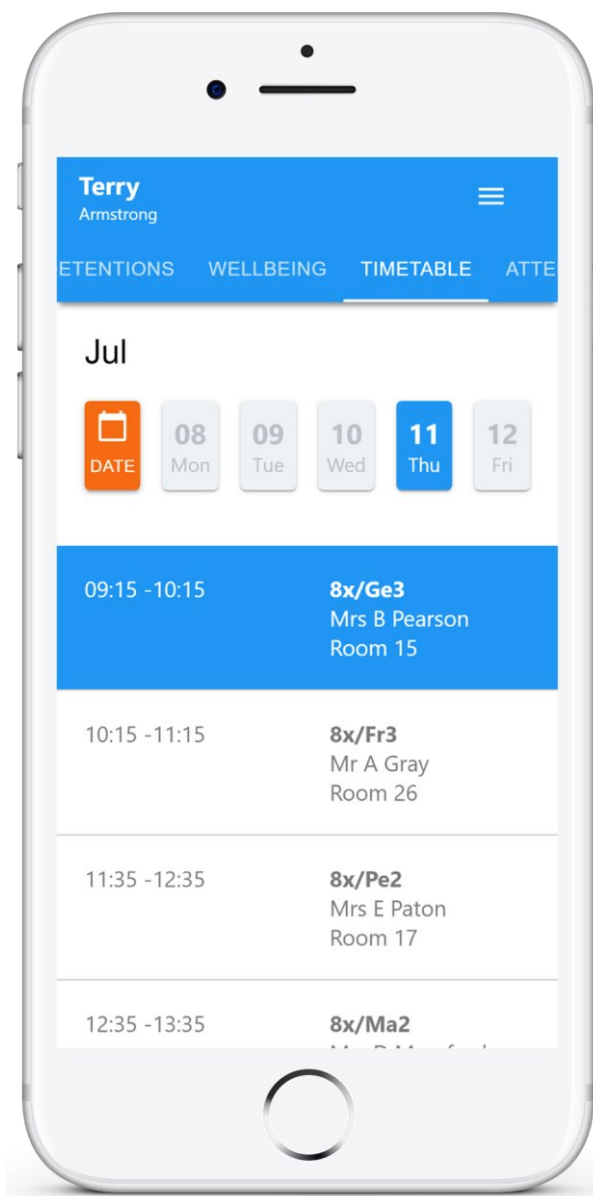 Terry
Armstrong
ETENTIONS WELLBEING TIMETABLE ATTE
Jul
DATE 08 Mon 09 Tue 10 Wed 11 Thu 12 Fri
09:15 -10:15 8x/Ge3
Mrs B Pearson
Room 15
10:15 -11:15 8x/Fr3
Mr A Gray
Room 26
11:35 -12:35 8x/Pe2
Mrs E Paton
Room 17
12:35 -13:35 8x/Ma2